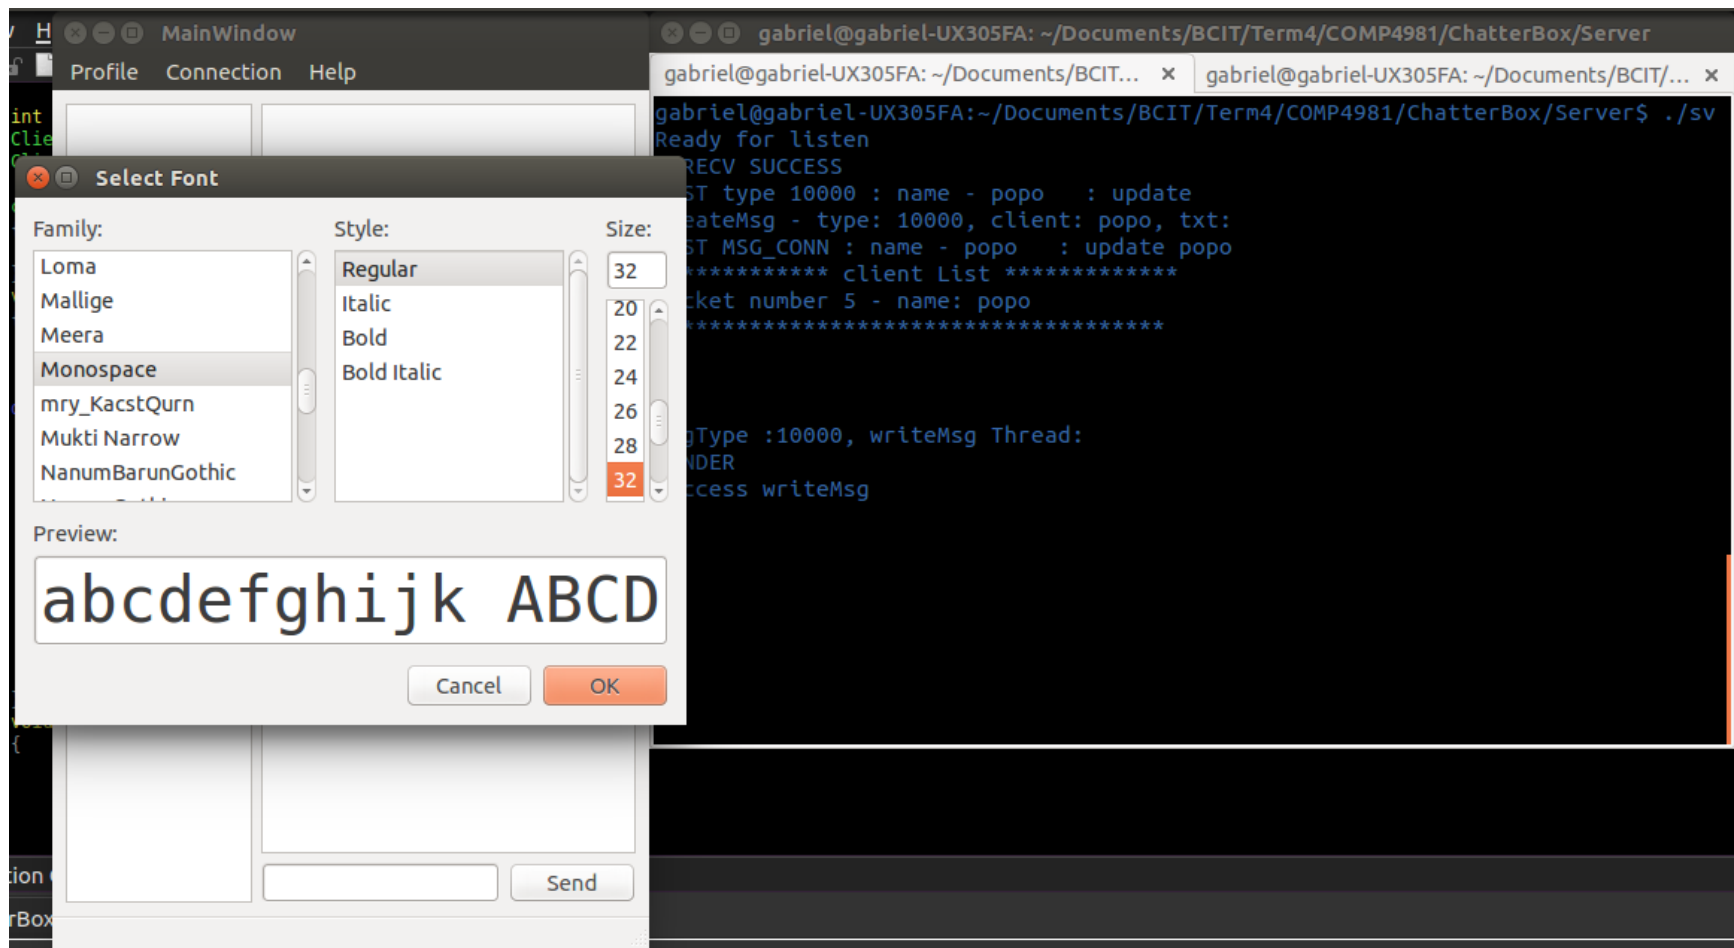 MainWindow
Profile Connection Help
gabriel@gabriel-UX305FA: ~/Documents/BCIT/Term4/COMP4981/ChatterBox/Server
gabriel@gabriel-UX305FA: ~/Documents/BCIT... × gabriel@gabriel-UX305FA: ~/Documents/BCIT/... ×
gabriel@gabriel-UX305FA:~/Documents/BCIT/Term4/COMP4981/ChatterBox/Server$ ./sv
Ready for listen
RECV SUCCESS
ST type 10000 : name - popo : update
eateMsg - type: 10000, client: popo, txt:
ST MSG_CONN : name - popo : update popo
*********** client List *************
cket number 5 - name: popo
*************************************
gType :10000, writeMsg Thread:
NDER
ccess writeMsg
int
Clie
Select Font
Family:
Loma
Mallige
Meera
Monospace
mry_KacstQurn
Mukti Narrow
NanumBarunGothic
Style:
Regular
Italic
Bold
Bold Italic
Size:
32
20
22
24
26
28
32
Preview:
abcdefghijk ABCD
Cancel OK
{
Send
tion
rBox